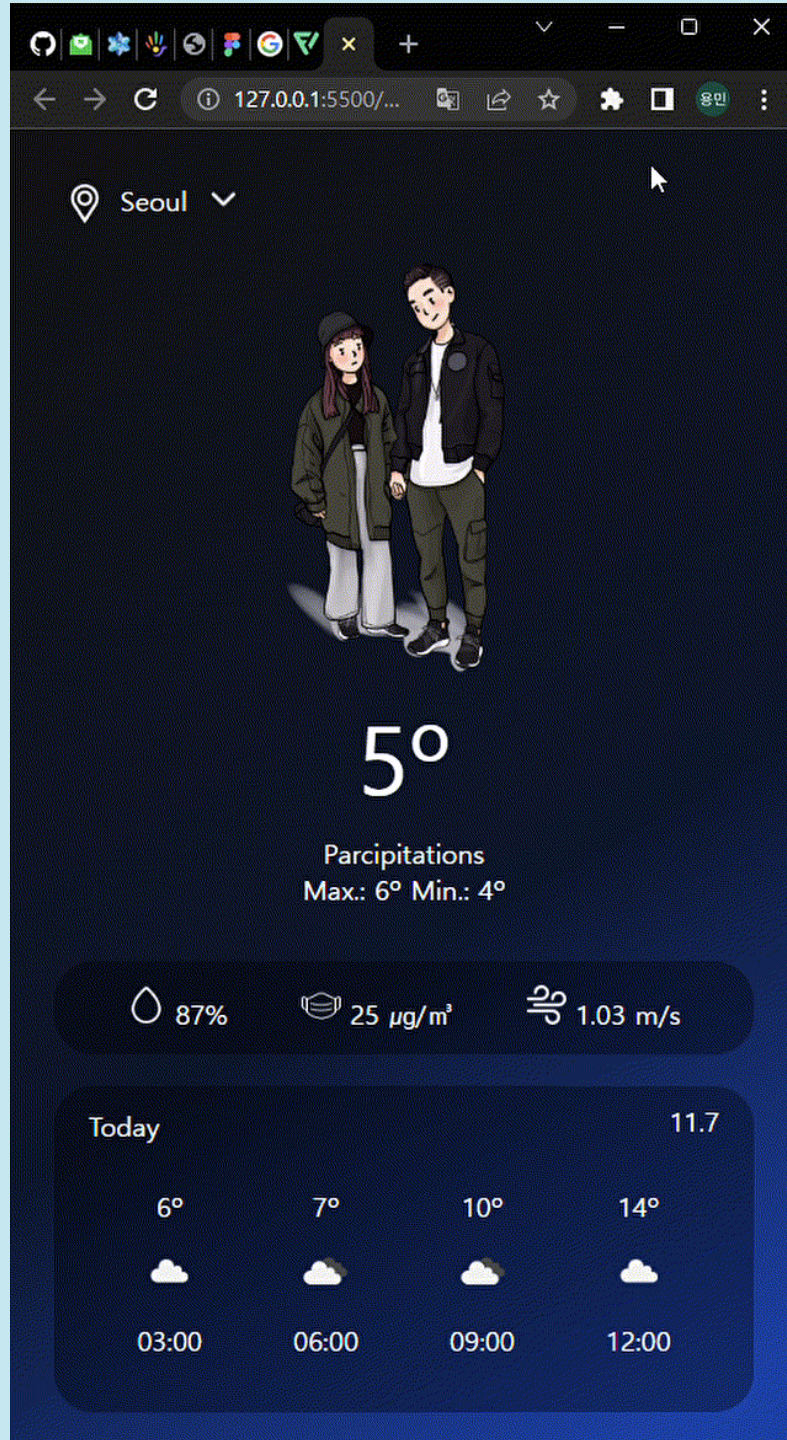 127.0.0.1:5500/...
용민
Seoul
5º
Parcipitations
Max.: 6º Min.: 4º
87% 25 ㎍/㎥ 1.03 m/s
Today 11.7
6º 7º 10º 14º
03:00 06:00 09:00 12:00